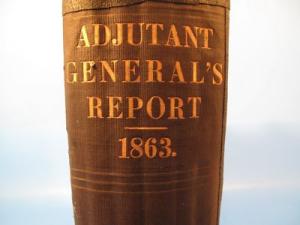 ADJUTANT
GENERAL'S
REPORT
1863.